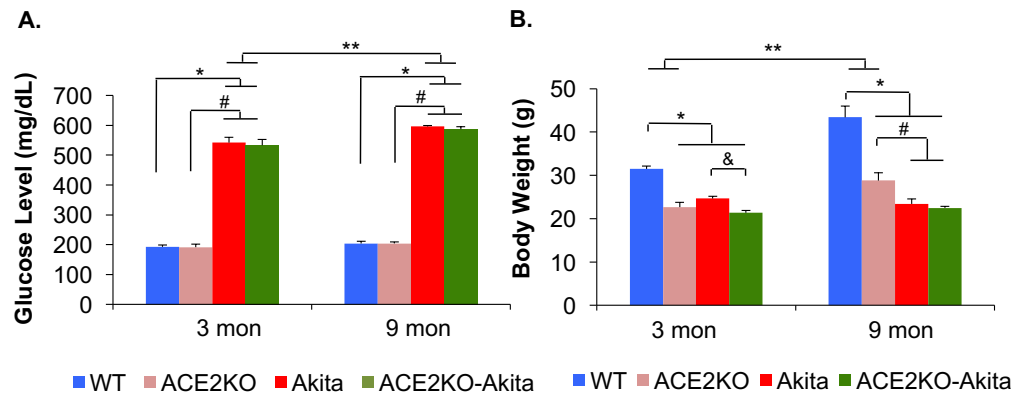 A.
**
*
*
#
#
Glucose Level (mg/dL)
700
600
500
400
300
200
100
0
3 mon
9 mon
WT ACE2KO Akita ACE2KO-Akita
B.
**
*
*
#
&
Body Weight (g)
50
40
30
20
10
0
3 mon
9 mon
WT ACE2KO Akita ACE2KO-Akita